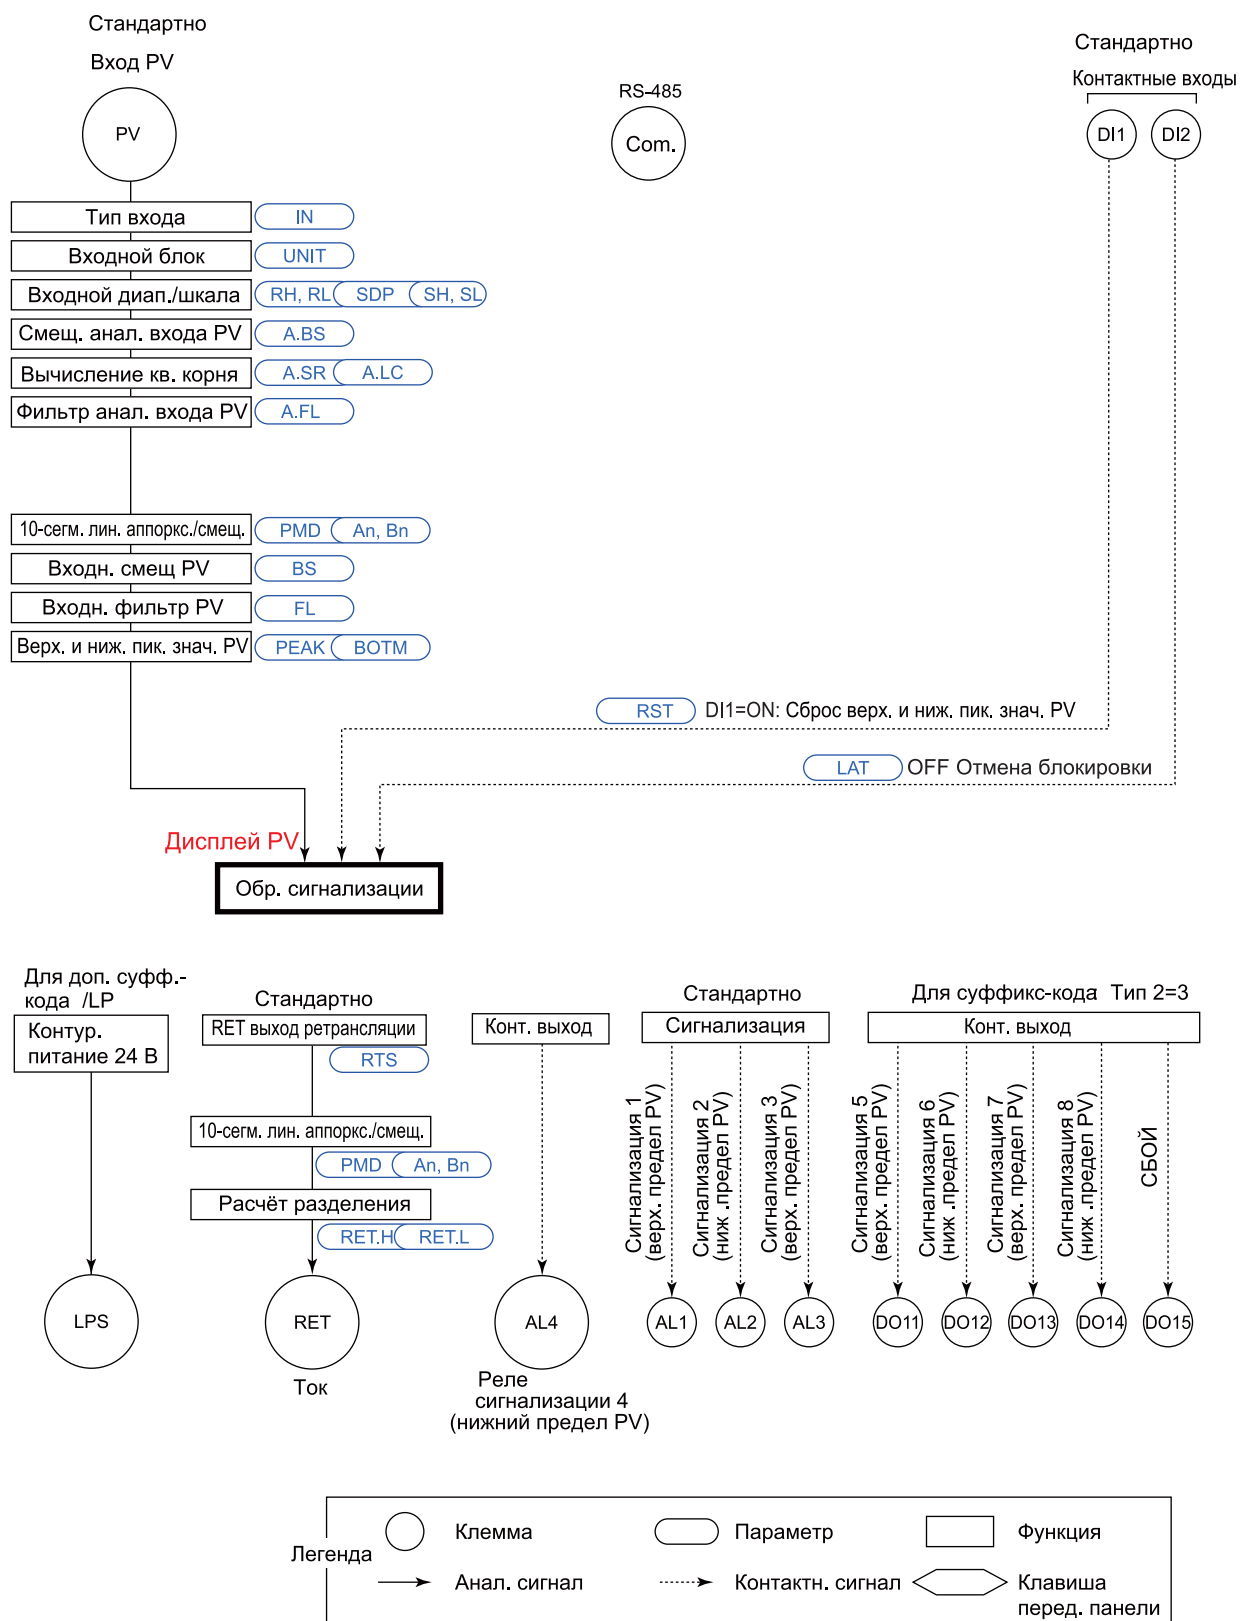 Стандартно
Вход PV
PV
RS-485
Com.
Стандартно
Контактные входы
DI1
DI2
Тип входа
IN
Входной блок
UNIT
Входной диап./шкала
RH, RL
SDP
SH, SL
Смещ. анал. входа PV
A.BS
Вычисление кв. корня
A.SR
A.LC
Фильтр анал. входа PV
A.FL
10-сегм. лин. аппоркс./смещ.
PMD
An, Bn
Входн. смещ PV
BS
Входн. фильтр PV
FL
Верх. и ниж. пик. знач. PV
PEAK
BOTM
RST
DI1=ON: Сброс верх. и ниж. пик. знач. PV
LAT
OFF Отмена блокировки
Дисплей PV
Обр. сигнализации
Для доп. суфф.-
кода /LP
Контур.
питание 24 В
LPS
Стандартно
RET выход ретрансляции
RTS
10-сегм. лин. аппоркс./смещ.
PMD
An, Bn
Расчёт разделения
RET.H
RET.L
RET
Ток
Конт. выход
AL4
Реле
сигнализации 4
(нижний предел PV)
Стандартно
Сигнализация
Сигнализация 1
(верх. предел PV)
Сигнализация 2
(ниж .предел PV)
Сигнализация 3
(верх. предел PV)
AL1
AL2
AL3
Для суффикс-кода: Тип 2=3
Конт. выход
Сигнализация 5
(верх. предел PV)
Сигнализация 6
(ниж .предел PV)
Сигнализация 7
(верх. предел PV)
Сигнализация 8
(ниж .предел PV)
СБОЙ
DO11
DO12
DO13
DO14
DO15
Легенда
Клемма
Параметр
Функция
Анал. сигнал
Контактн. сигнал
Клавиша
перед. панели